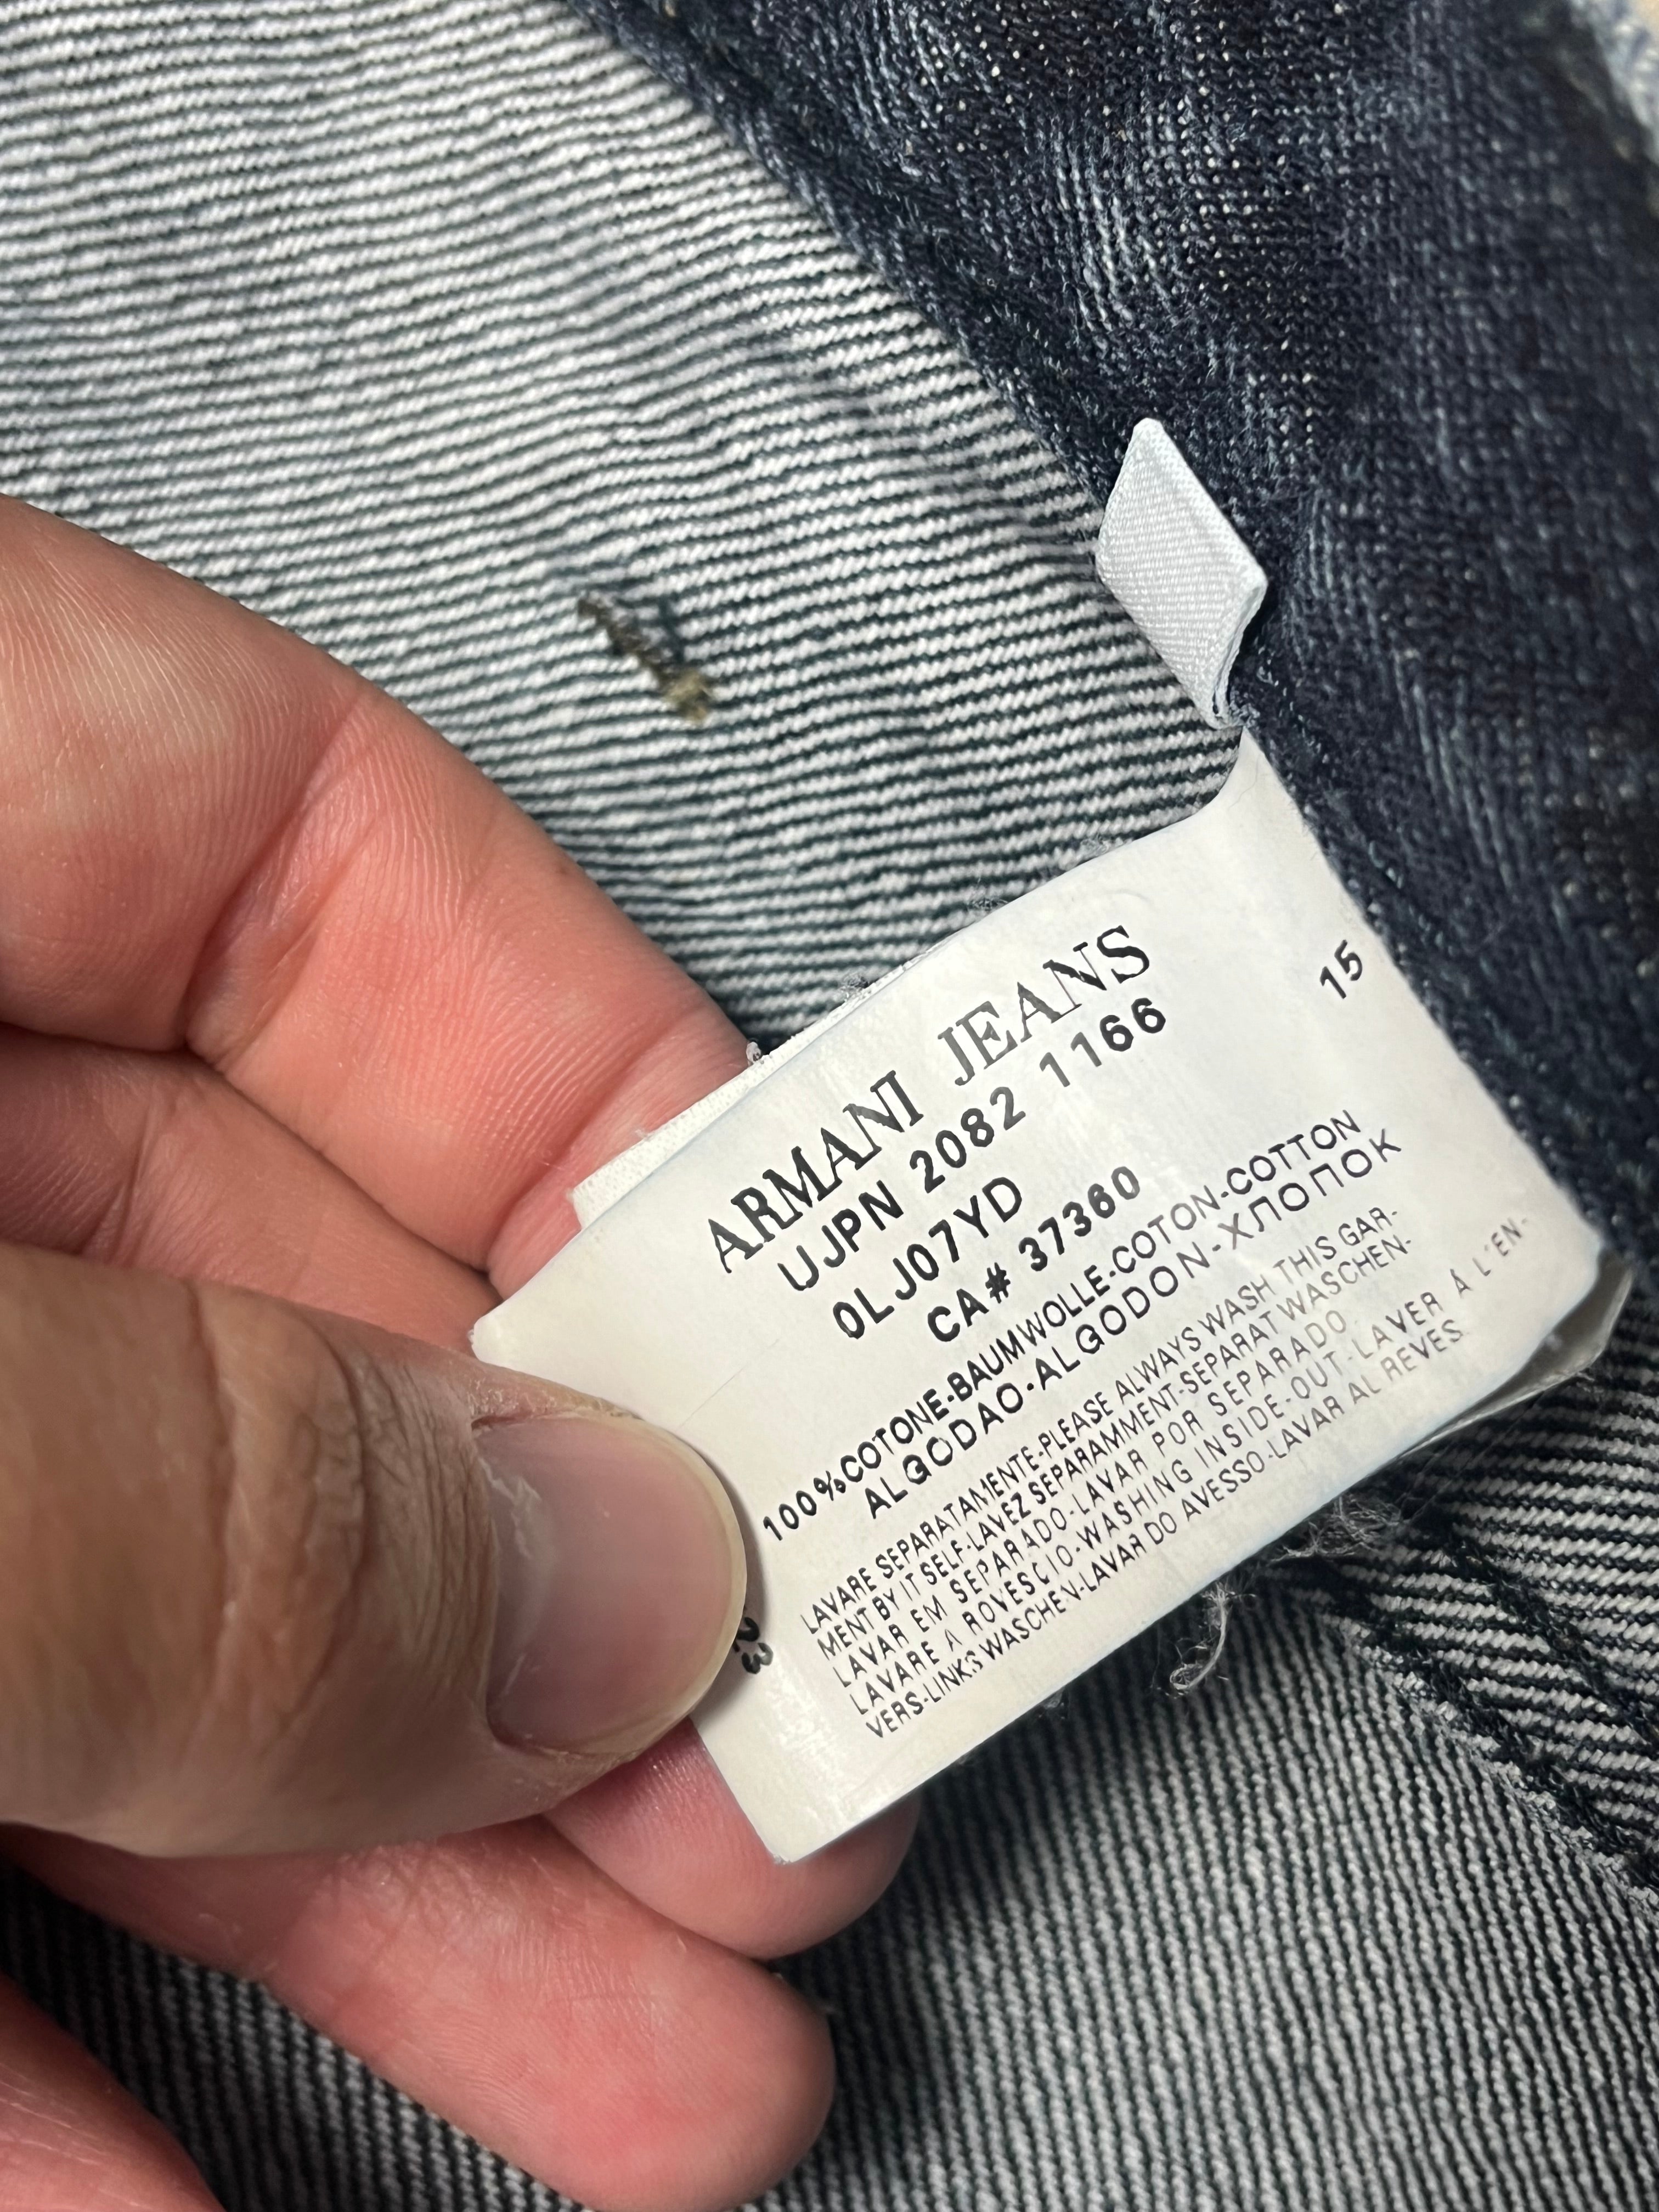 ARMANI JEANS
15
UJPN 2082 1166
0LJ07YD
CA# 37360
100%COTONE-BAUMWOLLE-COTON-COTTON
ALGODAO-ALGODON-ХЛОПОК
LAVARE SEPARATAMENTE-PLEASE ALWAYS WASH THIS GAR-
MENT BY IT SELF-LAVEZ SEPARAMMENT-SEPARAT WASCHEN-
LAVAR EM SEPARADO-LAVAR POR SEPARADO.
LAVARE A ROVESCIO-WASHING INSIDE-OUT-LAVER À L'EN-
VERS-LINKS WASCHEN-LAVAR DO AVESSO-LAVAR AL REVES
23